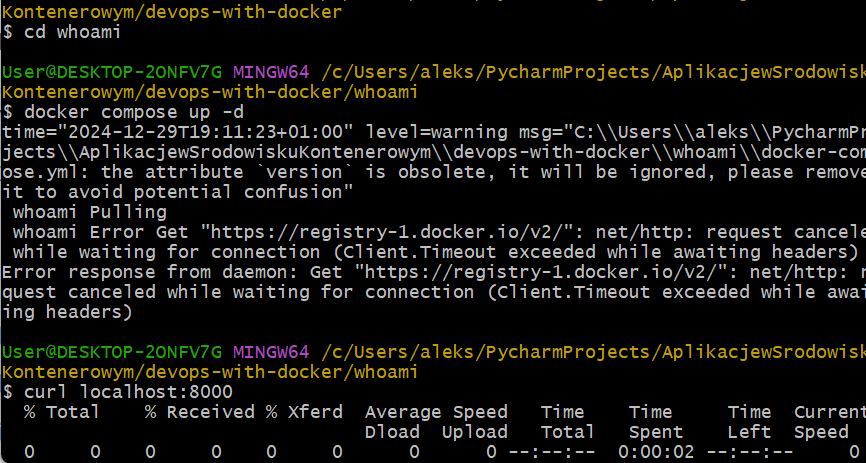 Kontenerowym/devops-with-docker
$ cd whoami
User@DESKTOP-2ONFV7G MINGW64 /c/Users/aleks/PycharmProjects/AplikacjewSrodowisk
Kontenerowym/devops-with-docker/whoami
$ docker compose up -d
time="2024-12-29T19:11:23+01:00" level=warning msg="C:\\Users\\aleks\\PycharmPr
jects\\AplikacjewSrodowiskuKontenerowym\\devops-with-docker\\whoami\\docker-com
ose.yml: the attribute `version` is obsolete, it will be ignored, please remove
it to avoid potential confusion"
 whoami Pulling
 whoami Error Get "https://registry-1.docker.io/v2/": net/http: request cancele
 while waiting for connection (Client.Timeout exceeded while awaiting headers)
Error response from daemon: Get "https://registry-1.docker.io/v2/": net/http: r
quest canceled while waiting for connection (Client.Timeout exceeded while awai
ing headers)
User@DESKTOP-2ONFV7G MINGW64 /c/Users/aleks/PycharmProjects/AplikacjewSrodowisk
Kontenerowym/devops-with-docker/whoami
$ curl localhost:8000
  % Total    % Received % Xferd  Average Speed   Time    Time     Time  Current
                                 Dload  Upload   Total   Spent    Left  Speed
  0     0    0     0    0     0      0      0 --:--:--  0:00:02 --:--:--     0